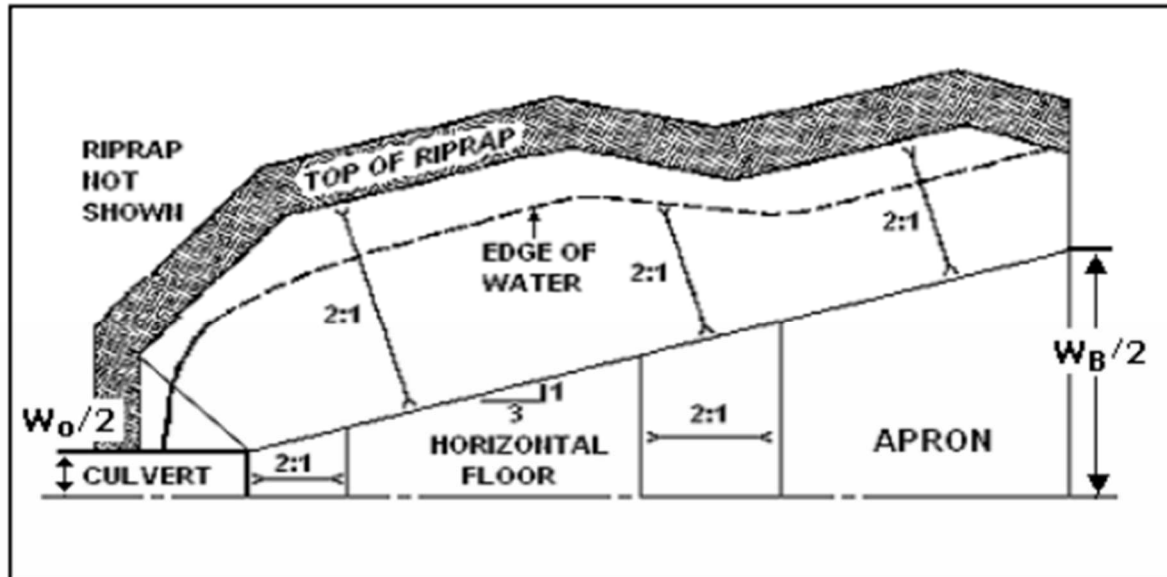 RIPRAP
NOT
SHOWN
TOP OF RIPRAP
EDGE OF
WATER
2:1
2:1
2:1
W₀/2
CULVERT
2:1
3
1
HORIZONTAL
FLOOR
2:1
APRON
W_B/2